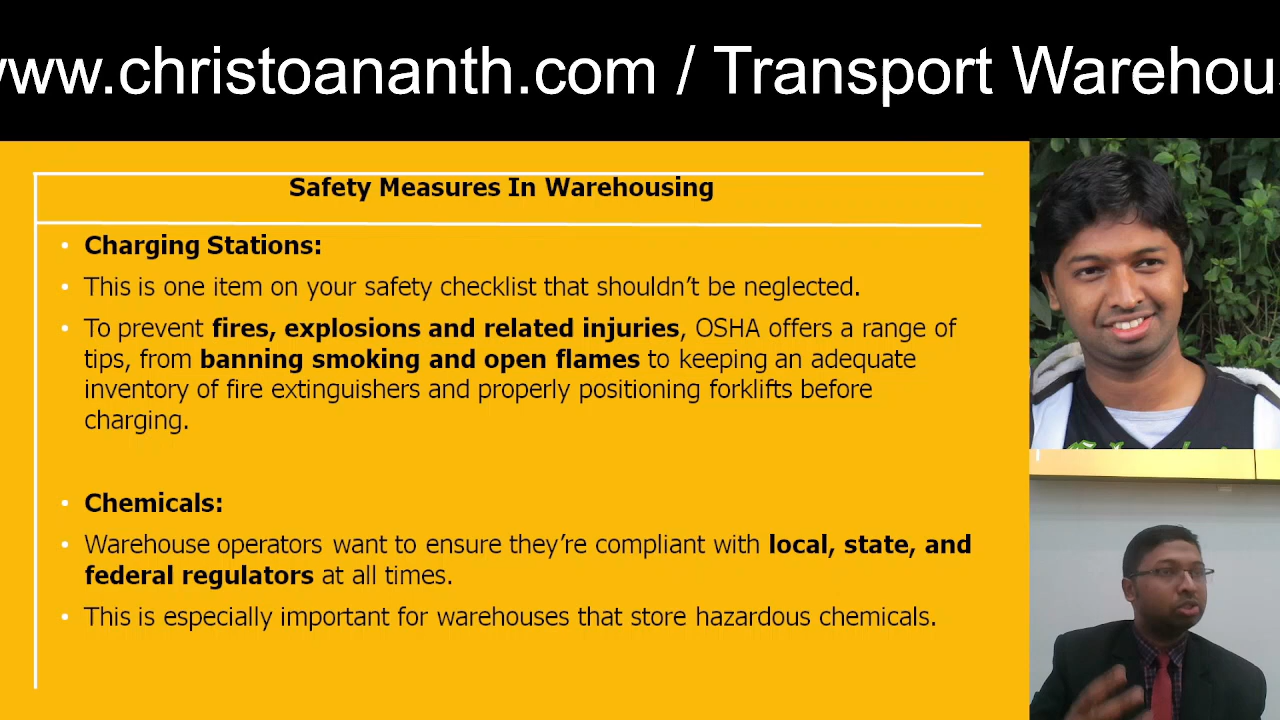 www.christoananth.com / Transport Warehou
Safety Measures In Warehousing
• Charging Stations:
• This is one item on your safety checklist that shouldn’t be neglected.
• To prevent fires, explosions and related injuries, OSHA offers a range of
tips, from banning smoking and open flames to keeping an adequate
inventory of fire extinguishers and properly positioning forklifts before
charging.
• Chemicals:
• Warehouse operators want to ensure they’re compliant with local, state, and
federal regulators at all times.
• This is especially important for warehouses that store hazardous chemicals.